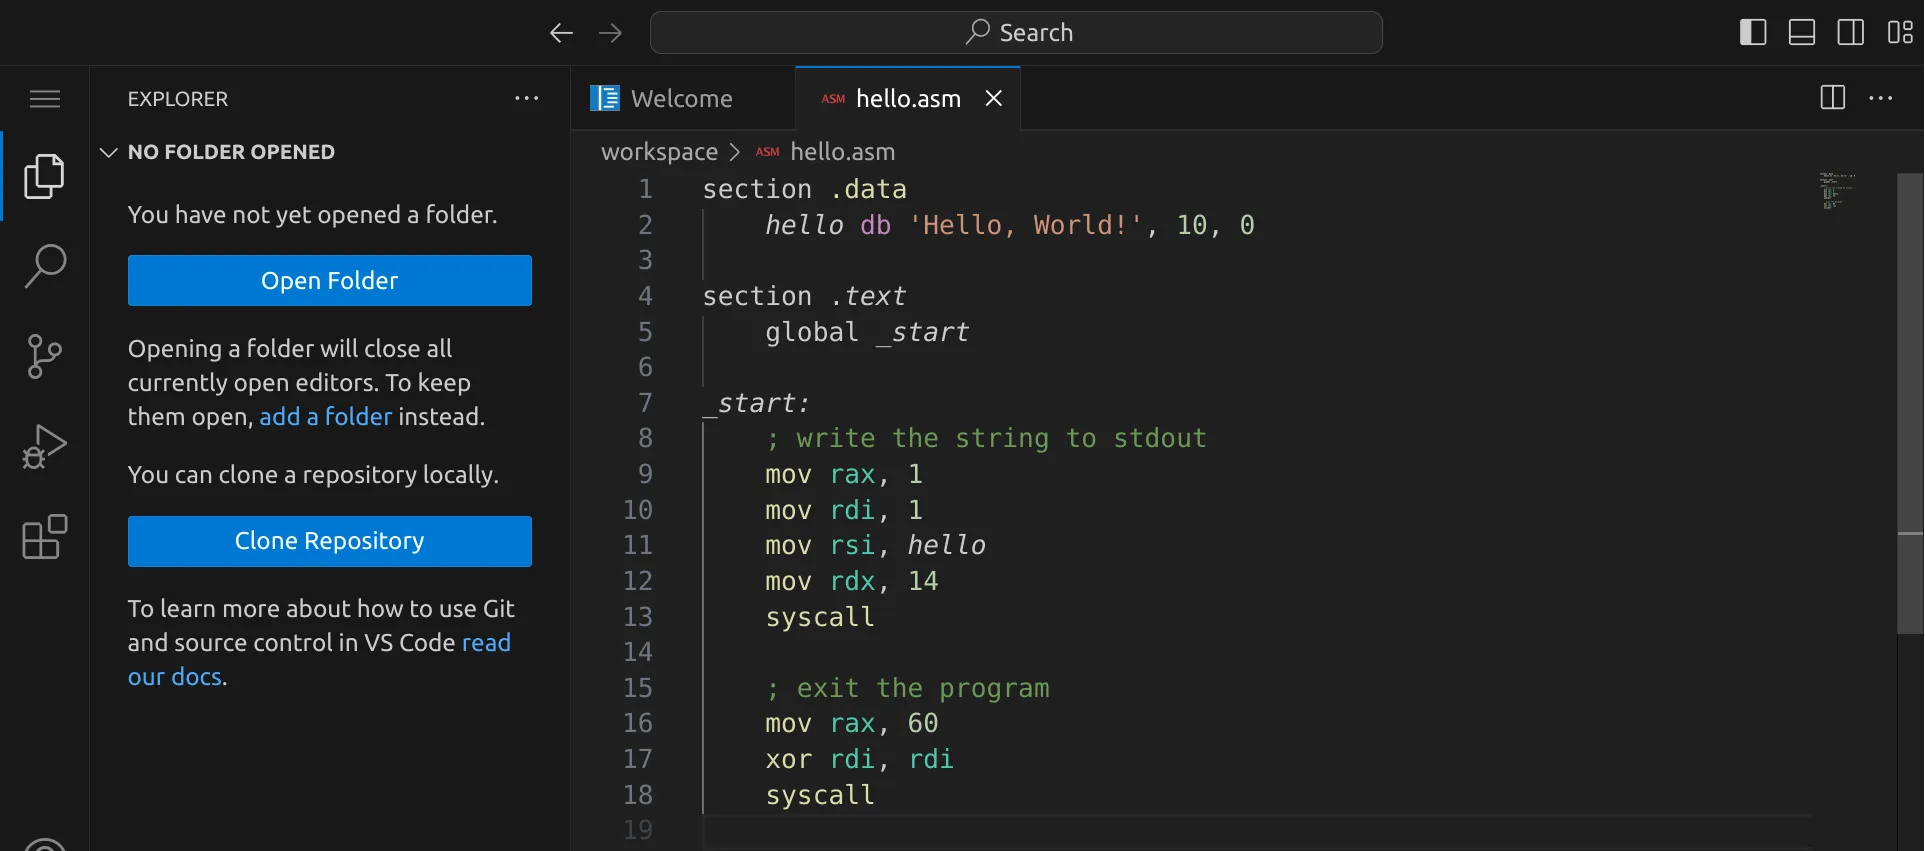 Search
EXPLORER
NO FOLDER OPENED
You have not yet opened a folder.
Open Folder
Opening a folder will close all
currently open editors. To keep
them open, add a folder instead.
You can clone a repository locally.
Clone Repository
To learn more about how to use Git
and source control in VS Code read
our docs.
Welcome
ASM hello.asm
workspace > ASM hello.asm
1 section .data
2     hello db 'Hello, World!', 10, 0
3
4 section .text
5     global _start
6
7 _start:
8     ; write the string to stdout
9     mov rax, 1
10     mov rdi, 1
11     mov rsi, hello
12     mov rdx, 14
13     syscall
14
15     ; exit the program
16     mov rax, 60
17     xor rdi, rdi
18     syscall
19